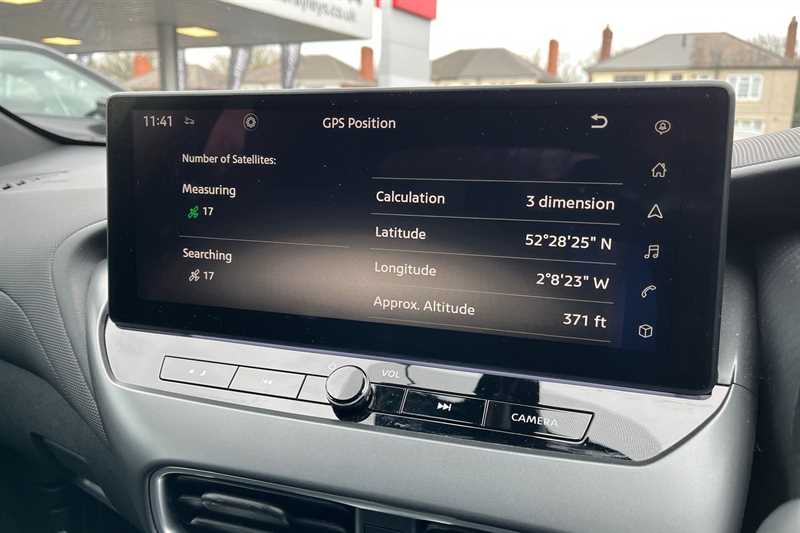 11:41
GPS Position
Number of Satellites:
Measuring
17
Searching
17
Calculation 3 dimension
Latitude 52°28'25" N
Longitude 2°8'23" W
Approx. Altitude 371 ft
VOL
CAMERA